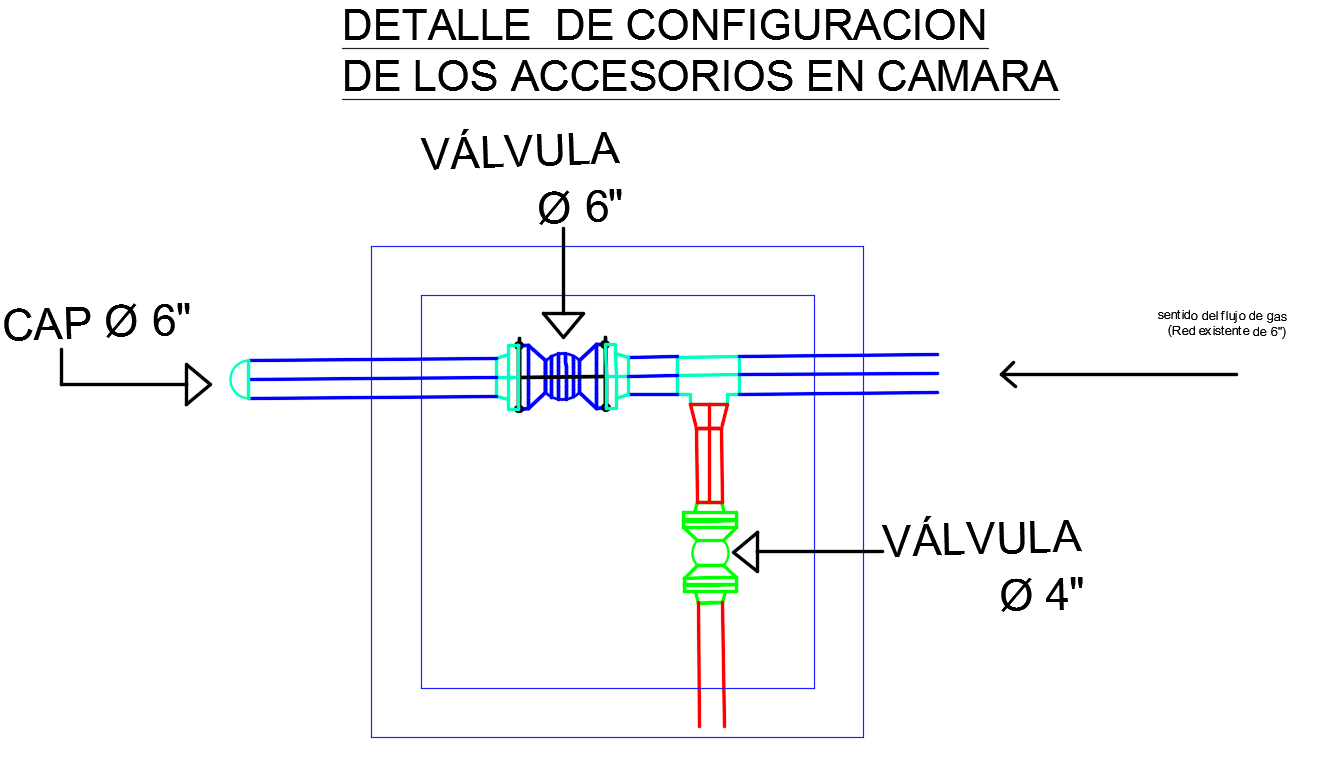 DETALLE DE CONFIGURACION
DE LOS ACCESORIOS EN CAMARA
VÁLVULA
Ø 6"
CAP Ø 6"
sentido del flujo de gas
(Red existente de 6")
VÁLVULA
Ø 4"